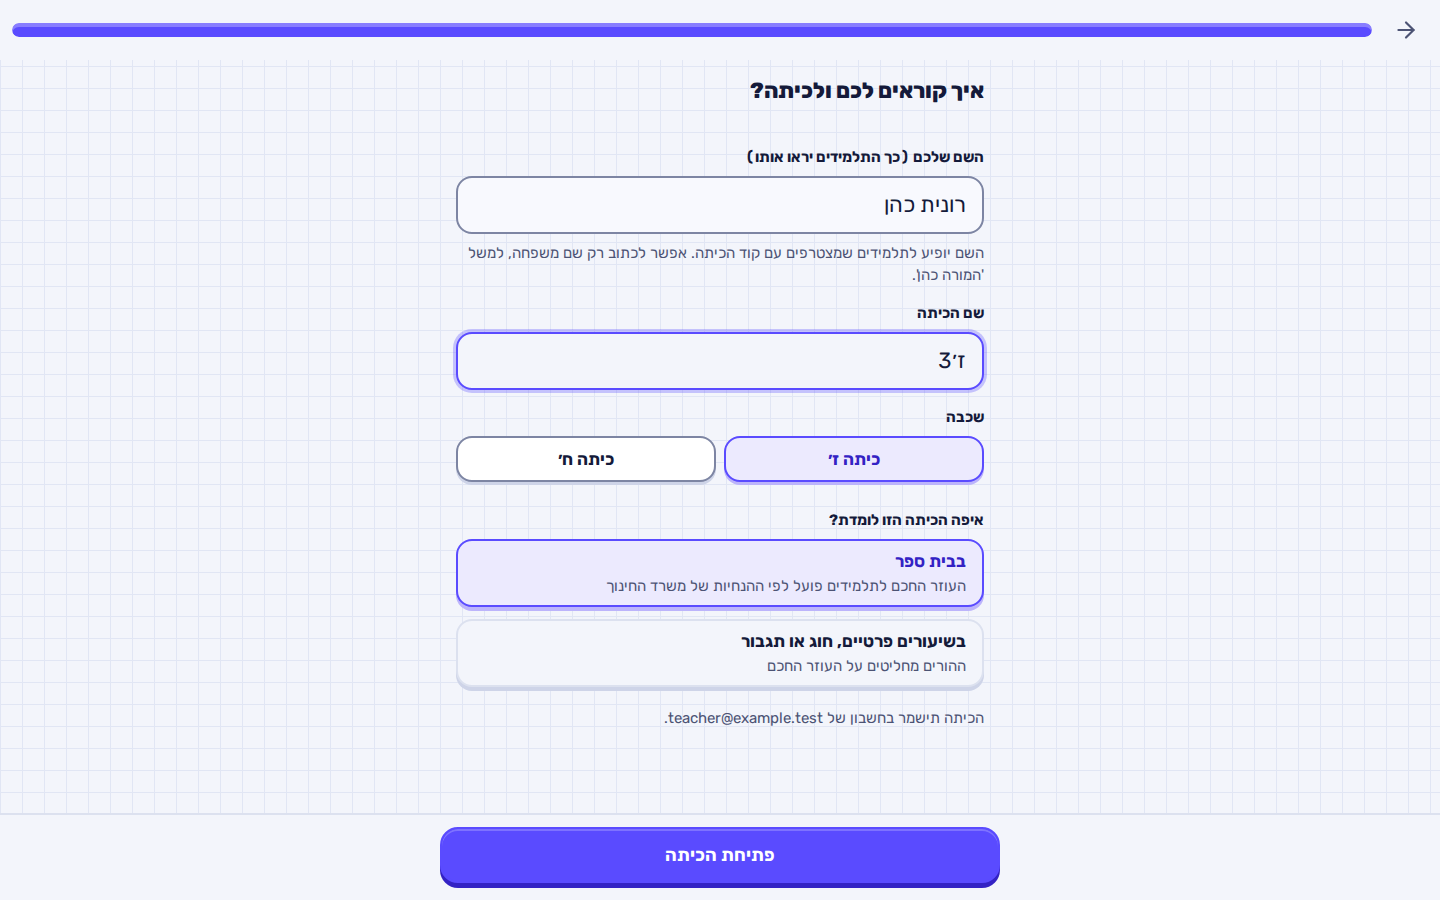 איך קוראים לכם ולכיתה?
השם שלכם (כך התלמידים יראו אותו)
רונית כהן
השם יופיע לתלמידים שמצטרפים עם קוד הכיתה. אפשר לכתוב רק שם משפחה, למשל
'המורה כהן'.
שם הכיתה
ז׳3
שכבה
כיתה ז׳
כיתה ח׳
איפה הכיתה הזו לומדת?
בבית ספר
העוזר החכם לתלמידים פועל לפי ההנחיות של משרד החינוך
בשיעורים פרטיים, חוג או תגבור
ההורים מחליטים על העוזר החכם
הכיתה תישמר בחשבון של teacher@example.test.
פתיחת הכיתה